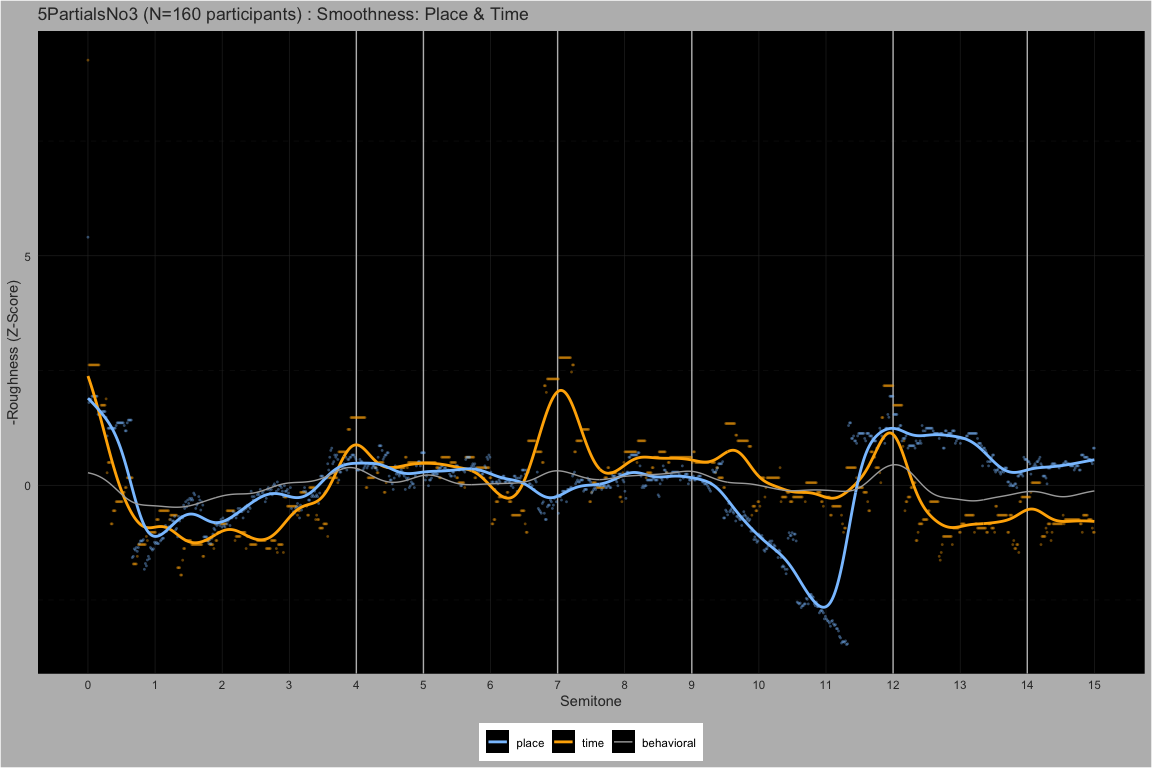 5PartialsNo3 (N=160 participants) : Smoothness: Place & Time
-Roughness (Z-Score)
5
0
0 1 2 3 4 5 6 7 8 9 10 11 12 13 14 15
Semitone
place time behavioral